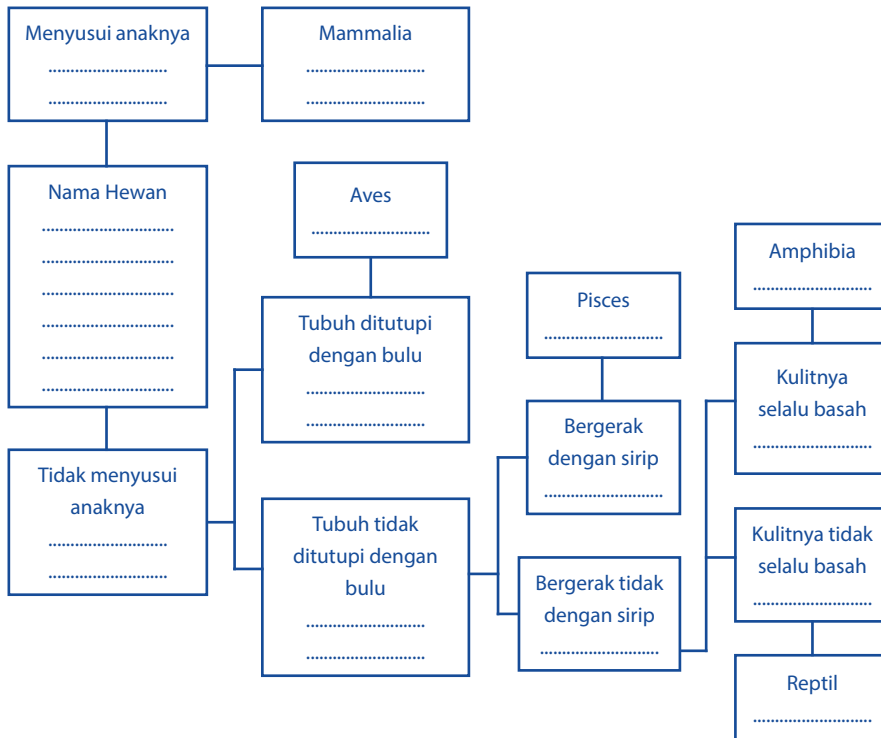 Menyusui anaknya
............................
............................
Mammalia
............................
............................
Nama Hewan
...............................
...............................
...............................
...............................
...............................
...............................
Tidak menyusui
anaknya
............................
............................
Aves
............................
Tubuh ditutupi
dengan bulu
............................
............................
Tubuh tidak
ditutupi dengan
bulu
............................
............................
Pisces
............................
Bergerak
dengan sirip
............................
Bergerak tidak
dengan sirip
............................
Amphibia
............................
Kulitnya
selalu basah
............................
Kulitnya tidak
selalu basah
............................
Reptil
............................